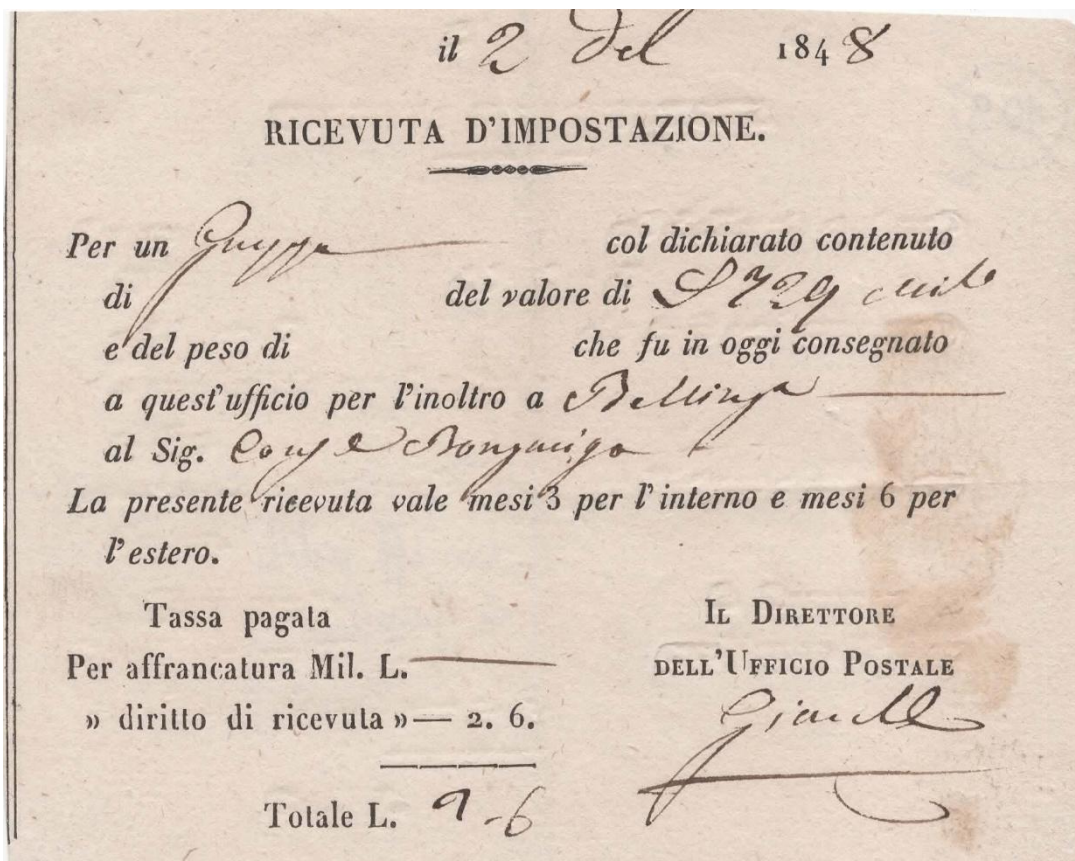 il 2 del 1848
RICEVUTA D'IMPOSTAZIONE.
Per un Gruppo col dichiarato contenuto
di del valore di £ 729
e del peso di che fu in oggi consegnato
a quest'ufficio per l'inoltro a
al Sig.
La presente ricevuta vale mesi 3 per l'interno e mesi 6 per
l'estero.
Tassa pagata IL DIRETTORE
Per affrancatura Mil. L. — DELL'UFFICIO POSTALE
» diritto di ricevuta » — 2. 6.
Totale L. 2.6